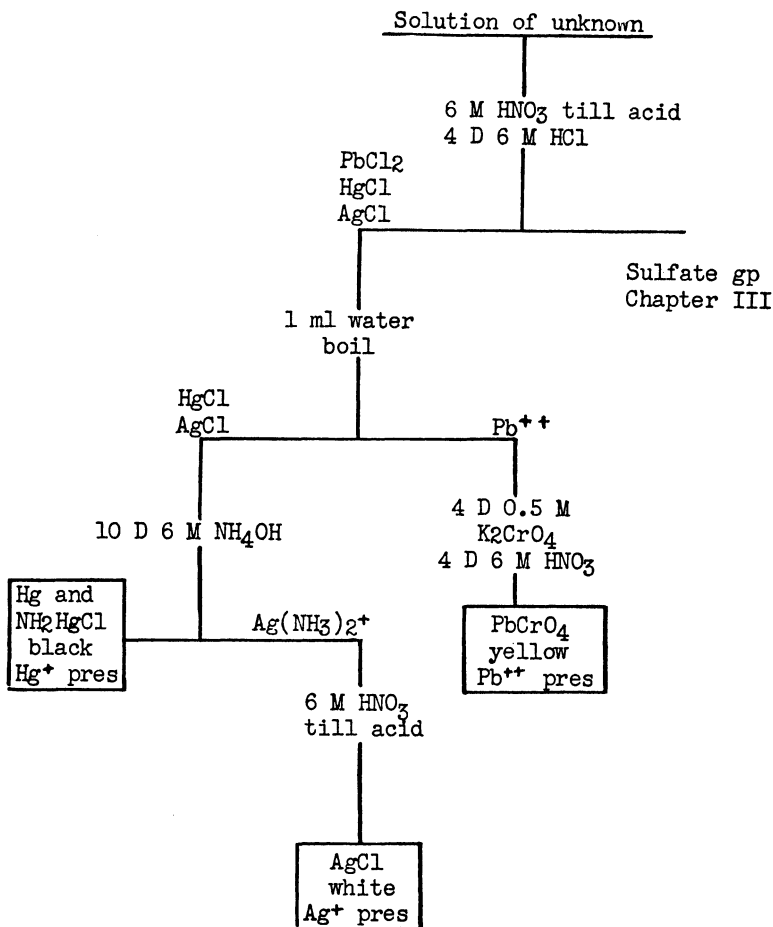 Solution of unknown
6 M HNO3 till acid
4 D 6 M HCl
PbCl2
HgCl
AgCl
Sulfate gp
Chapter III
1 ml water
boil
HgCl
AgCl
Pb++
10 D 6 M NH4OH
4 D 0.5 M
K2CrO4
4 D 6 M HNO3
Hg and
NH2HgCl
black
Hg+ pres
Ag(NH3)2+
PbCrO4
yellow
Pb++ pres
6 M HNO3
till acid
AgCl
white
Ag+ pres